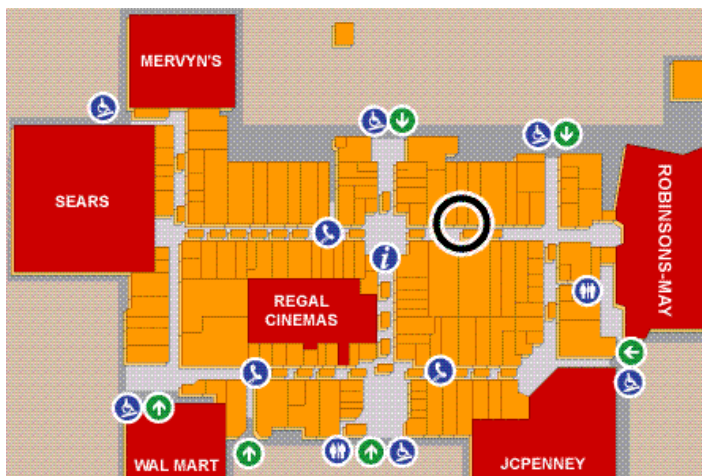 MERVYN'S
SEARS
ROBINSONS-MAY
i
REGAL
CINEMAS
WAL MART
JCPENNEY